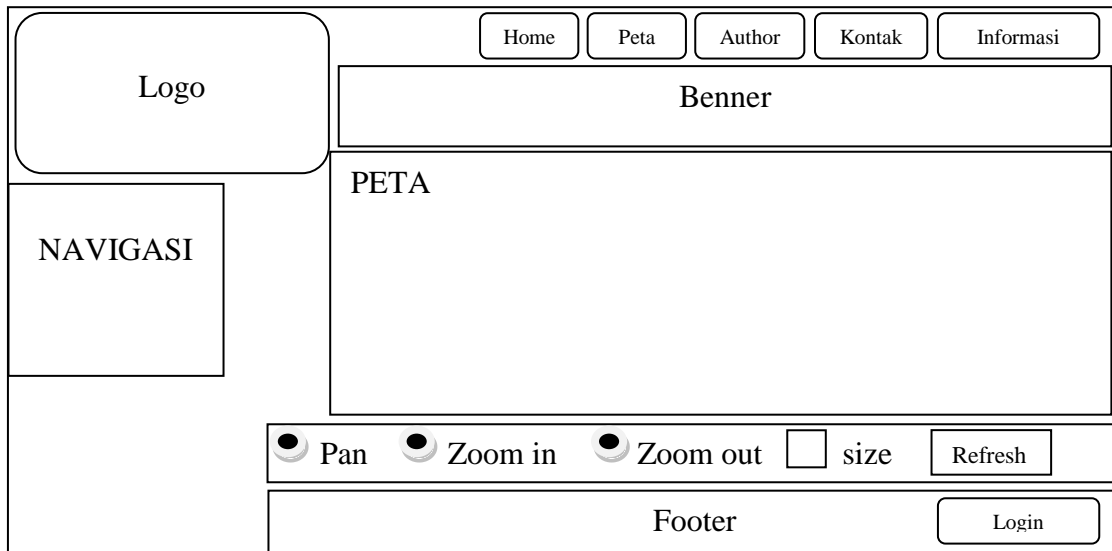 Logo
Home
Peta
Author
Kontak
Informasi
Benner
PETA
NAVIGASI
Pan
Zoom in
Zoom out
size
Refresh
Footer
Login